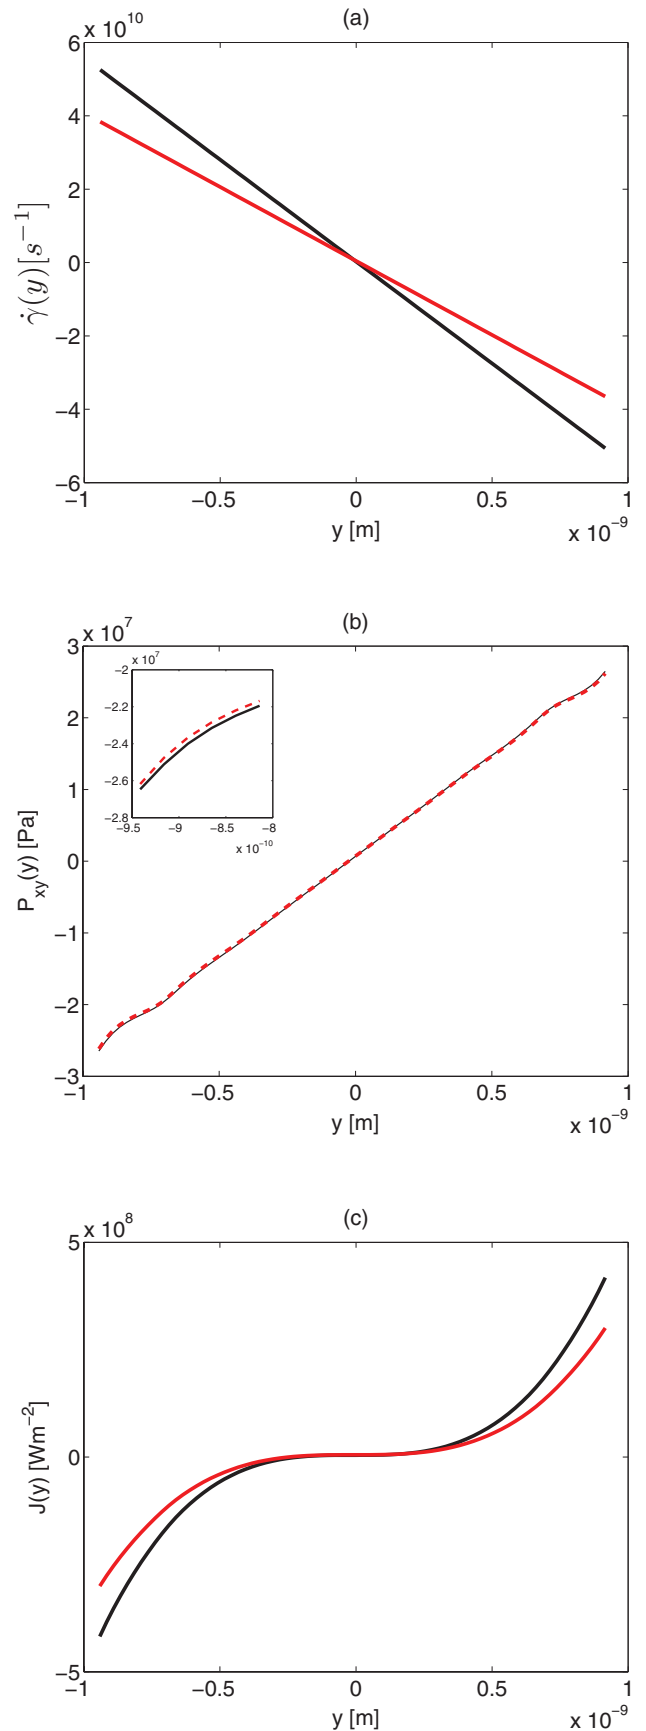 (a)
x 10^10
6
4
2
0
−2
−4
−6
γ̇(y)[s^−1]
−1 −0.5 0 0.5 1
y [m] x 10^−9
(b)
x 10^7
3
2
1
0
−1
−2
−3
P_xy(y) [Pa]
x 10^7
−2
−2.2
−2.4
−2.6
−2.8
−9.5 −9 −8.5 −8
x 10^−10
−1 −0.5 0 0.5 1
y [m] x 10^−9
(c)
x 10^8
5
0
−5
J(y) [Wm^−2]
−1 −0.5 0 0.5 1
y [m] x 10^−9